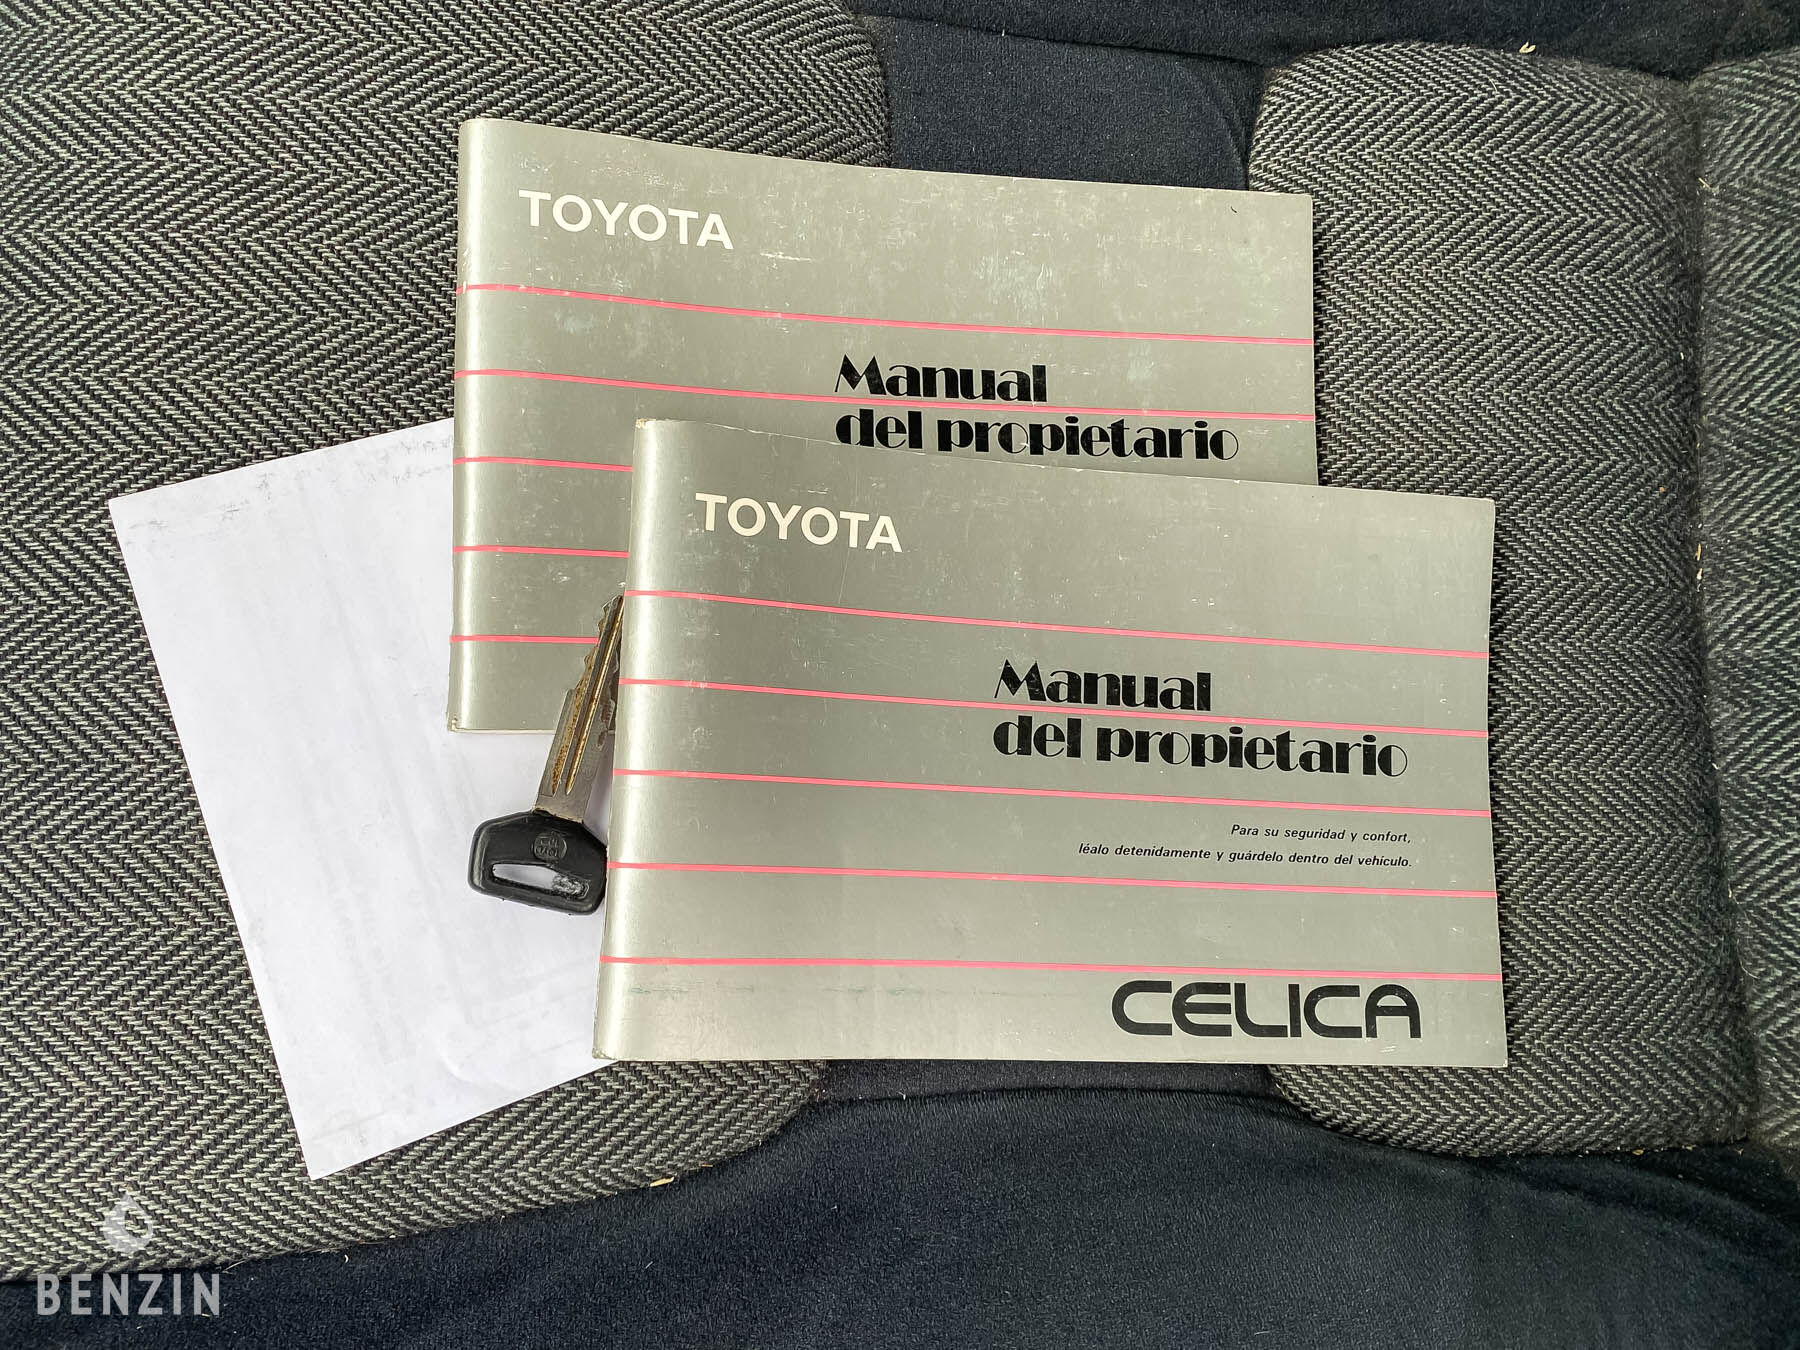 TOYOTA
Manual
del propietario
TOYOTA
Manual
del propietario
Para su seguridad y confort,
léalo detenidamente y guárdelo dentro del vehículo.
CELICA
BENZIN